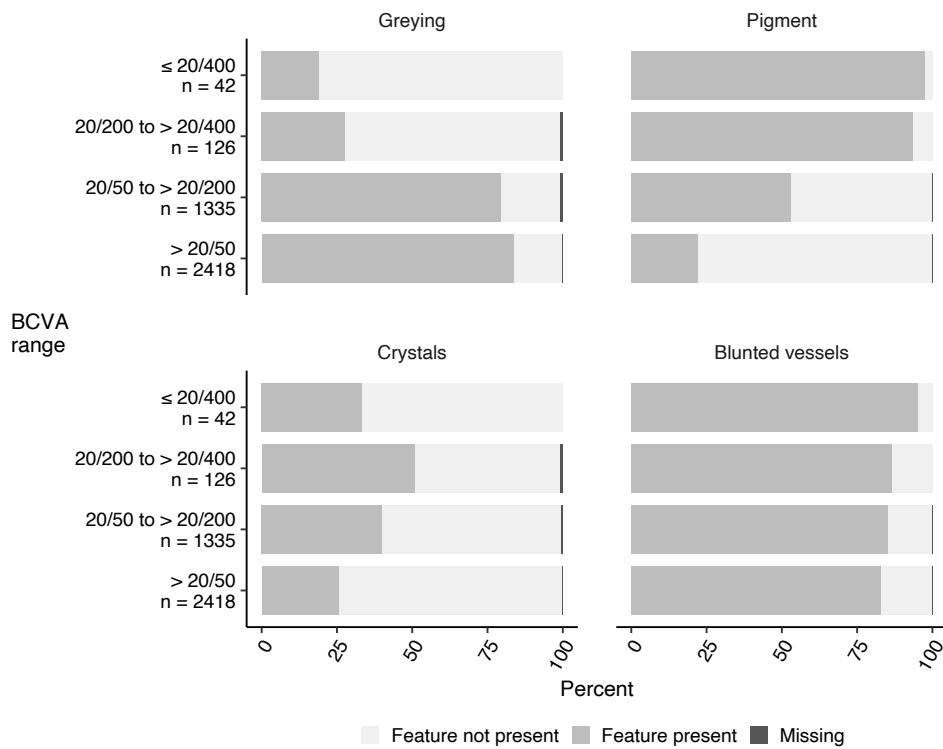 Greying
Pigment
≤ 20/400
n = 42
20/200 to > 20/400
n = 126
20/50 to > 20/200
n = 1335
> 20/50
n = 2418
BCVA
range
Crystals
Blunted vessels
≤ 20/400
n = 42
20/200 to > 20/400
n = 126
20/50 to > 20/200
n = 1335
> 20/50
n = 2418
0 25 50 75 100
0 25 50 75 100
Percent
Feature not present Feature present Missing